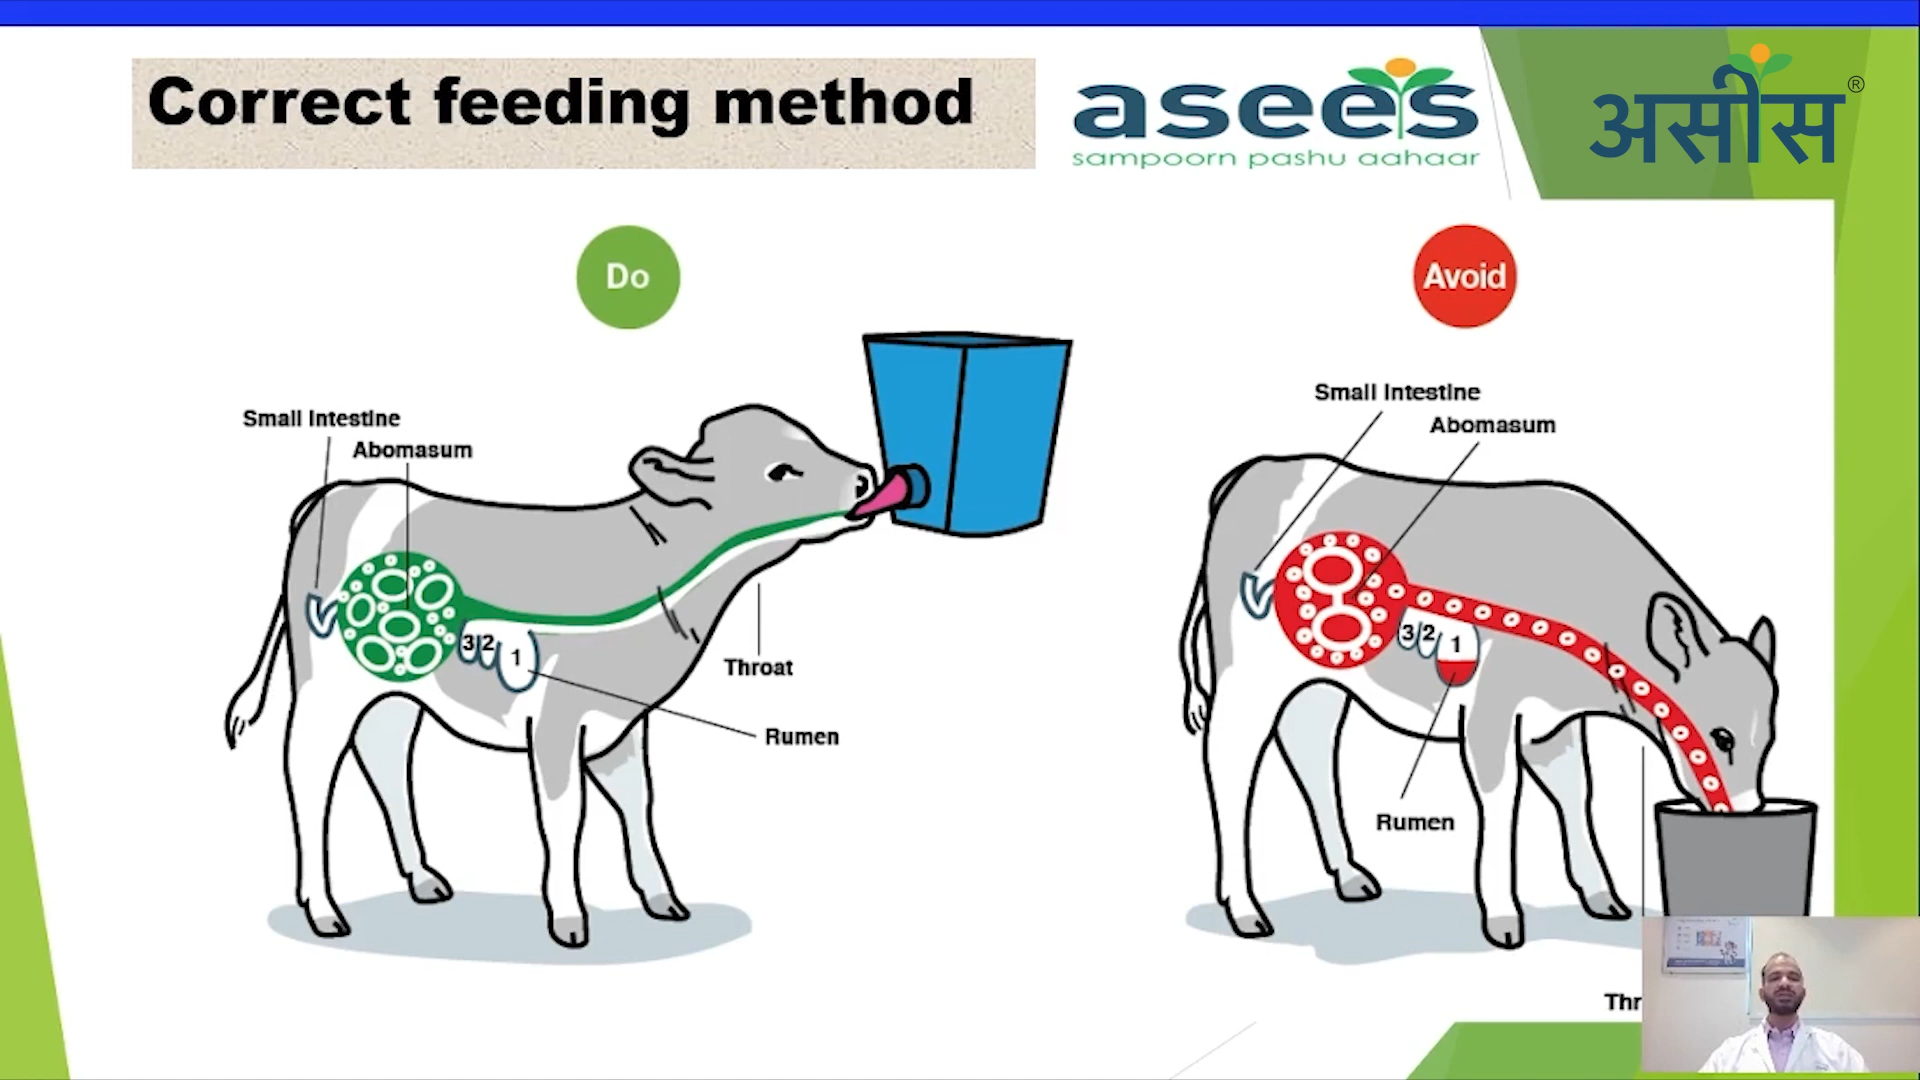 Correct feeding method
asees
sampoorn pashu aahaar
असीस®
Do
Avoid
Small Intestine
Abomasum
3 2 1
Throat
Rumen
Small Intestine
Abomasum
3 2 1
Rumen
Thr